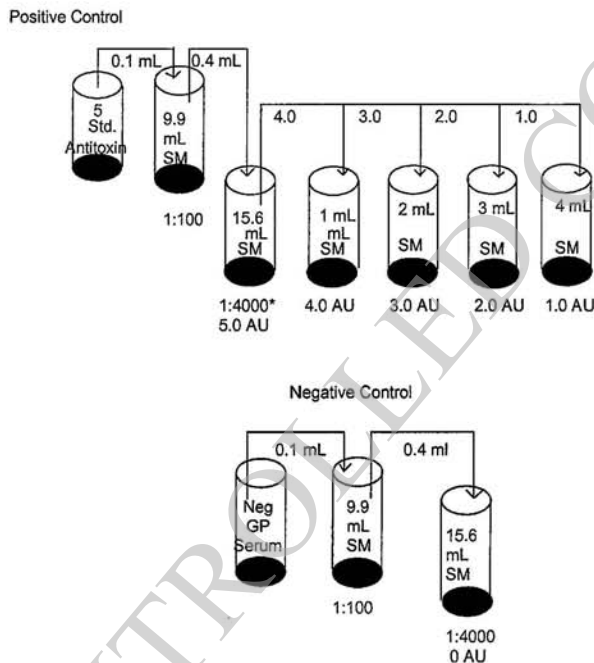 Positive Control
0.1 mL 0.4 mL
5
Std.
Antitoxin
9.9
mL
SM
4.0 3.0 2.0 1.0
1:100
15.6
mL
SM
1 mL
mL
SM
2 mL
SM
3 mL
SM
4 mL
SM
1:4000* 4.0 AU 3.0 AU 2.0 AU 1.0 AU
5.0 AU
Negative Control
0.1 mL 0.4 ml
Neg
GP
Serum
9.9
mL
SM
15.6
mL
SM
1:100
1:4000
0 AU